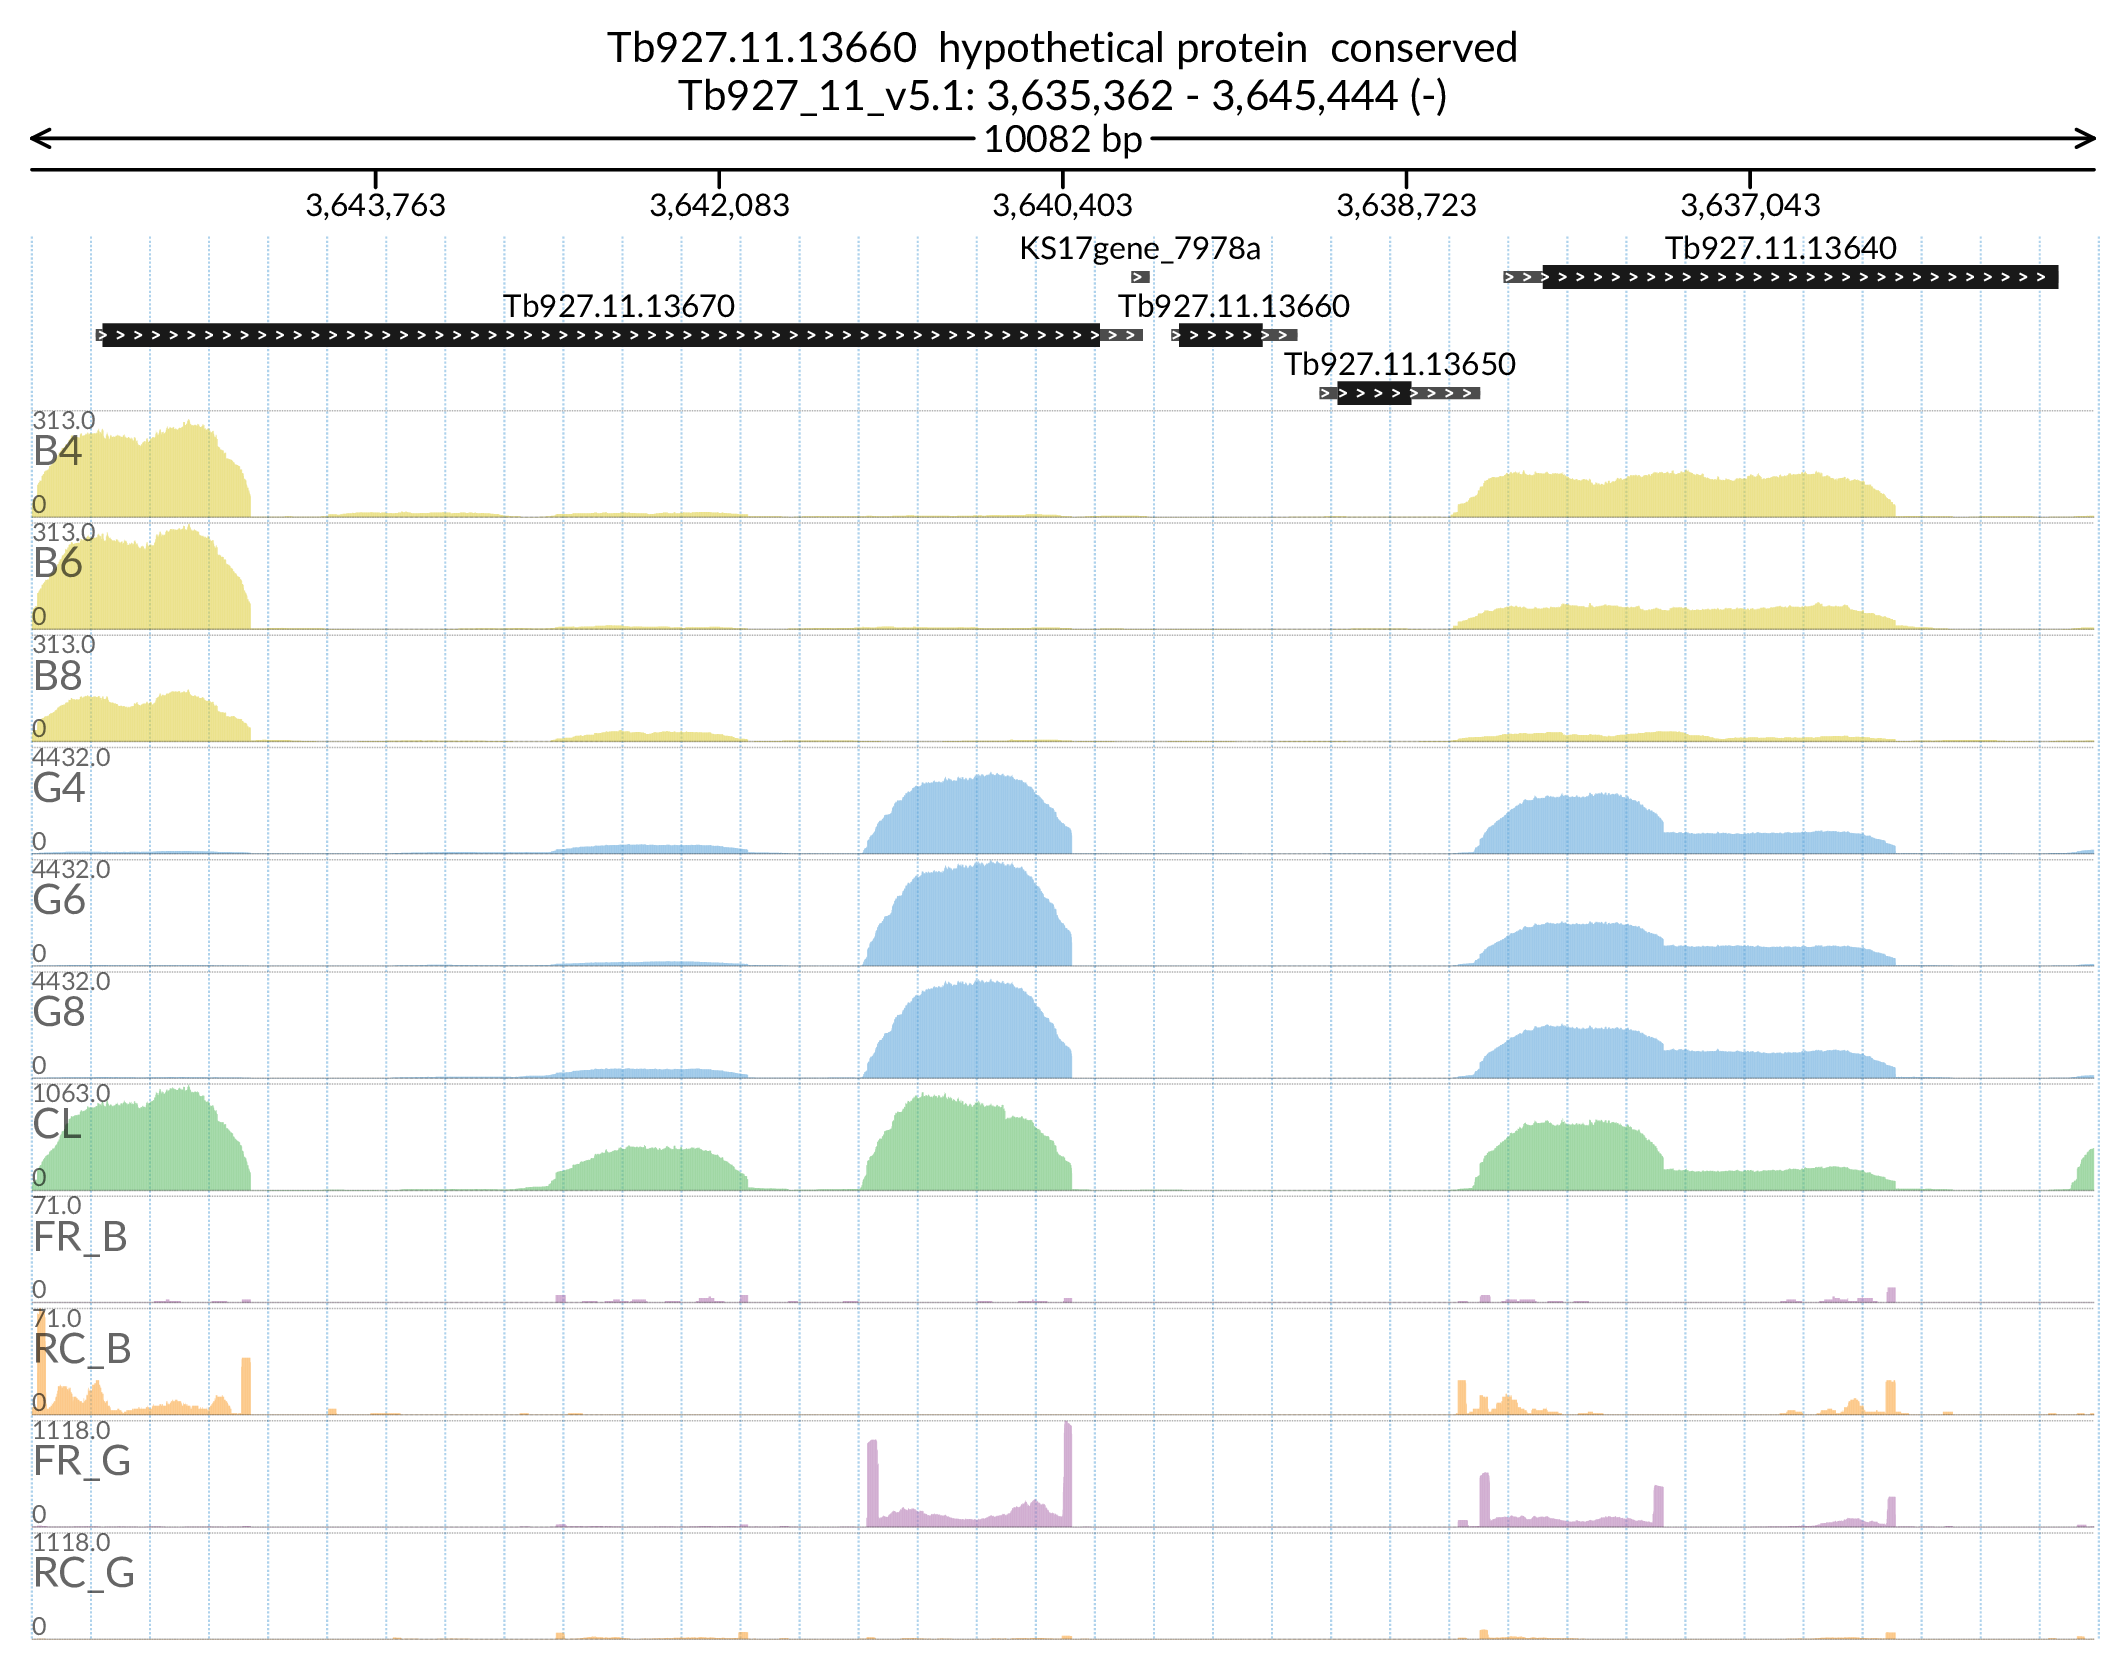 Tb927.11.13660  hypothetical protein  conserved
Tb927_11_v5.1: 3,635,362 - 3,645,444 (-)
10082 bp
3,643,763 3,642,083 3,640,403 3,638,723 3,637,043
KS17gene_7978a Tb927.11.13640
Tb927.11.13670 Tb927.11.13660
Tb927.11.13650
313.0
B4
0
313.0
B6
0
313.0
B8
0
4432.0
G4
0
4432.0
G6
0
4432.0
G8
0
1063.0
CL
0
71.0
FR_B
0
71.0
RC_B
0
1118.0
FR_G
0
1118.0
RC_G
0